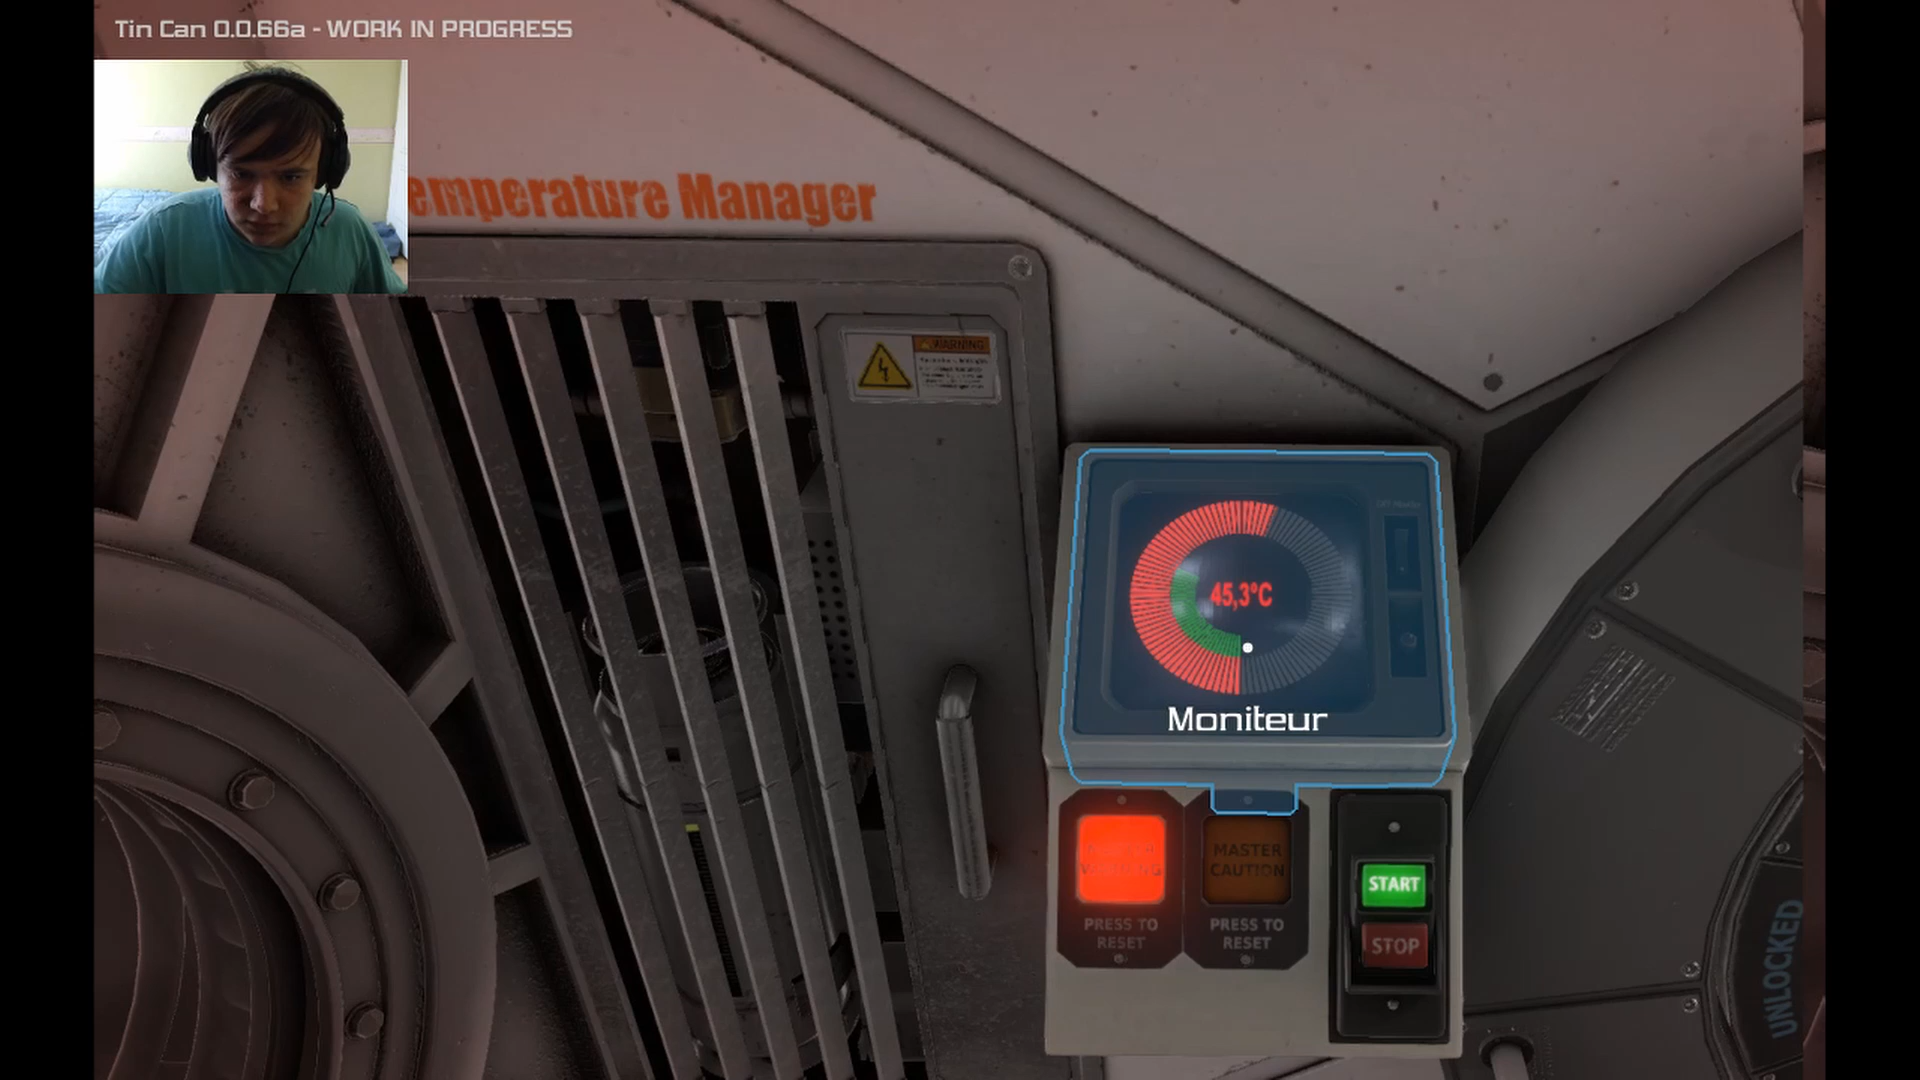 Tin Can 0.0.66a - WORK IN PROGRESS
emperature Manager
WARNING
45,3°C
Moniteur
MASTER
CAUTION
START
PRESS TO
RESET
PRESS TO
RESET
STOP
UNLOCKED